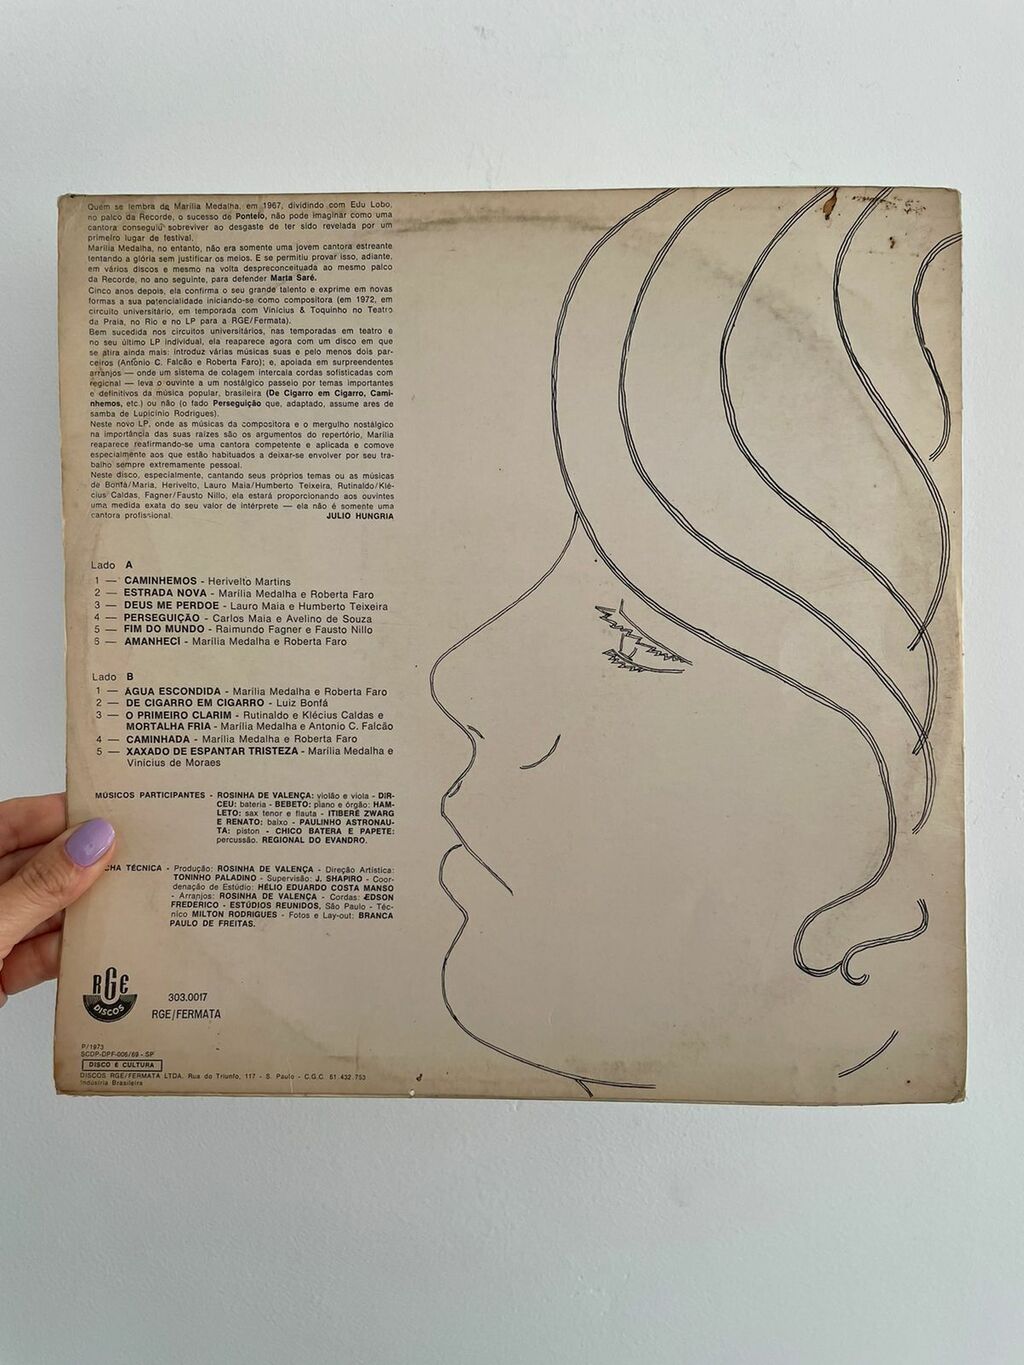 Quem se lembra de Marília Medalha, em 1967, dividindo com Edu Lobo,
no palco da Recorde, o sucesso de Ponteio, não pode imaginar como uma
cantora conseguiu sobreviver ao desgaste de ter sido revelada por um
primeiro lugar de festival.
Marília Medalha, no entanto, não era somente uma jovem cantora estreante
tentando a glória sem justificar os meios. E se permitiu provar isso, adiante,
em vários discos e mesmo na volta despreconceituada ao mesmo palco
da Recorde, no ano seguinte, para defender Marta Saré.
Cinco anos depois, ela confirma o seu grande talento e exprime em novas
formas a sua potencialidade iniciando-se como compositora (em 1972, em
circuito universitário, em temporada com Vinícius & Toquinho no Teatro
da Praia, no Rio e no LP para a RGE/Fermata).
Bem sucedida nos circuitos universitários, nas temporadas em teatro e
no seu último LP individual, ela reaparece agora com um disco em que
se atira ainda mais: introduz várias músicas suas e pelo menos dois par-
ceiros (Antônio C. Falcão e Roberta Faro); e, apoiada em surpreendentes
arranjos — onde um sistema de colagem intercala cordas sofisticadas com
regional — leva o ouvinte a um nostálgico passeio por temas importantes
e definitivos da música popular, brasileira (De Cigarro em Cigarro, Cami-
nhemos, etc.) ou não (o fado Perseguição que, adaptado, assume ares de
samba de Lupicínio Rodrigues).
Neste novo LP, onde as músicas da compositora e o mergulho nostálgico
na importância das suas raízes são os argumentos do repertório, Marília
reaparece reafirmando-se uma cantora competente e aplicada e comove
especialmente aos que estão habituados a deixar-se envolver por seu tra-
balho sempre extremamente pessoal.
Neste disco, especialmente, cantando seus próprios temas ou as músicas
de Bonfá/Maria, Herivelto, Lauro Maia/Humberto Teixeira, Rutinaldo/Klé-
cius Caldas, Fagner/Fausto Nillo, ela estará proporcionando aos ouvintes
uma medida exata do seu valor de intérprete — ela não é somente uma
cantora profissional. JULIO HUNGRIA
Lado A
1 — CAMINHEMOS - Herivelto Martins
2 — ESTRADA NOVA - Marília Medalha e Roberta Faro
3 — DEUS ME PERDOE - Lauro Maia e Humberto Teixeira
4 — PERSEGUIÇÃO - Carlos Maia e Avelino de Souza
5 — FIM DO MUNDO - Raimundo Fagner e Fausto Nillo
6 — AMANHECI - Marília Medalha e Roberta Faro
Lado B
1 — ÁGUA ESCONDIDA - Marília Medalha e Roberta Faro
2 — DE CIGARRO EM CIGARRO - Luiz Bonfá
3 — O PRIMEIRO CLARIM - Rutinaldo e Klécius Caldas e
MORTALHA FRIA - Marília Medalha e Antonio C. Falcão
4 — CAMINHADA - Marília Medalha e Roberta Faro
5 — XAXADO DE ESPANTAR TRISTEZA - Marília Medalha e
Vinícius de Moraes
MÚSICOS PARTICIPANTES - ROSINHA DE VALENÇA: violão e viola - DIR-
CEU: bateria - BEBETO: piano e órgão: HAM-
LETO: sax tenor e flauta - ITIBERÊ ZWARG
E RENATO: baixo - PAULINHO ASTRONAU-
TA: piston - CHICO BATERA E PAPETE:
percussão. REGIONAL DO EVANDRO.
CHA TÉCNICA - Produção: ROSINHA DE VALENÇA - Direção Artística:
TONINHO PALADINO - Supervisão: J. SHAPIRO - Coor-
denação de Estúdio: HÉLIO EDUARDO COSTA MANSO
- Arranjos: ROSINHA DE VALENÇA - Cordas: EDSON
FREDERICO - ESTÚDIOS REUNIDOS, São Paulo - Téc-
nico MILTON RODRIGUES - Fotos e Lay-out: BRANCA
PAULO DE FREITAS.
RGE
DISCOS
303.0017
RGE/FERMATA
P/1973
SCDP-DPF-006/69 - SP
DISCO É CULTURA
DISCOS RGE/FERMATA LTDA. Rua do Triunfo, 117 - S. Paulo - C.G.C. 61.432.753
Indústria Brasileira